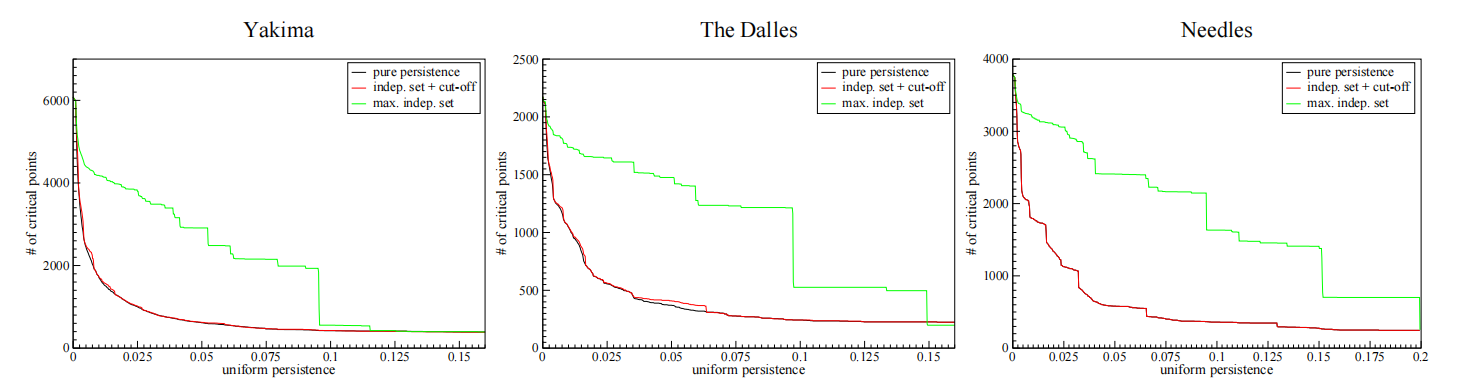 Yakima
# of critical points
6000
4000
2000
0
pure persistence
indep. set + cut-off
max. indep. set
0 0.025 0.05 0.075 0.1 0.125 0.15
uniform persistence
The Dalles
# of critical points
2500
2000
1500
1000
500
0
pure persistence
indep. set + cut-off
max. indep. set
0 0.025 0.05 0.075 0.1 0.125 0.15
uniform persistence
Needles
# of critical points
4000
3000
2000
1000
0
pure persistence
indep. set + cut-off
max. indep. set
0 0.025 0.05 0.075 0.1 0.125 0.15 0.175 0.2
uniform persistence